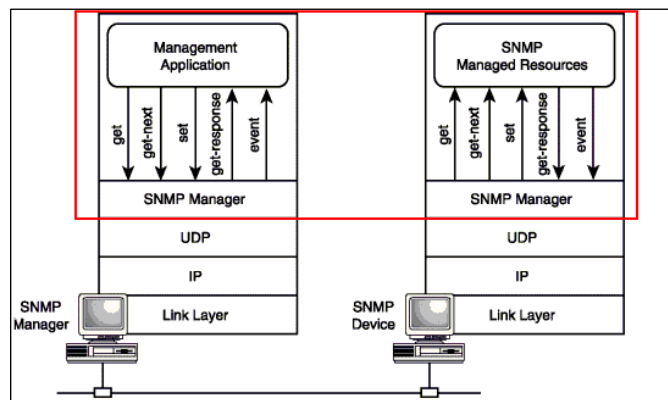 Management
Application
get
get-next
set
get-response
event
SNMP Manager
UDP
IP
Link Layer
SNMP
Manager
SNMP
Managed Resources
get
get-next
set
get-response
event
SNMP Manager
UDP
IP
Link Layer
SNMP
Device